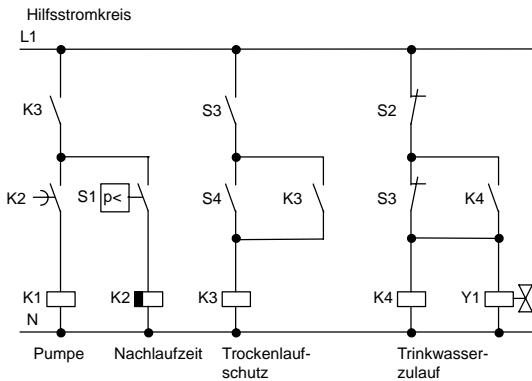 Hilfsstromkreis
L1
K3
S3
S2
K2
S1
p<
S4
K3
S3
K4
K1
K2
K3
K4
Y1
N
Pumpe
Nachlaufzeit
Trockenlauf-
schutz
Trinkwasser-
zulauf